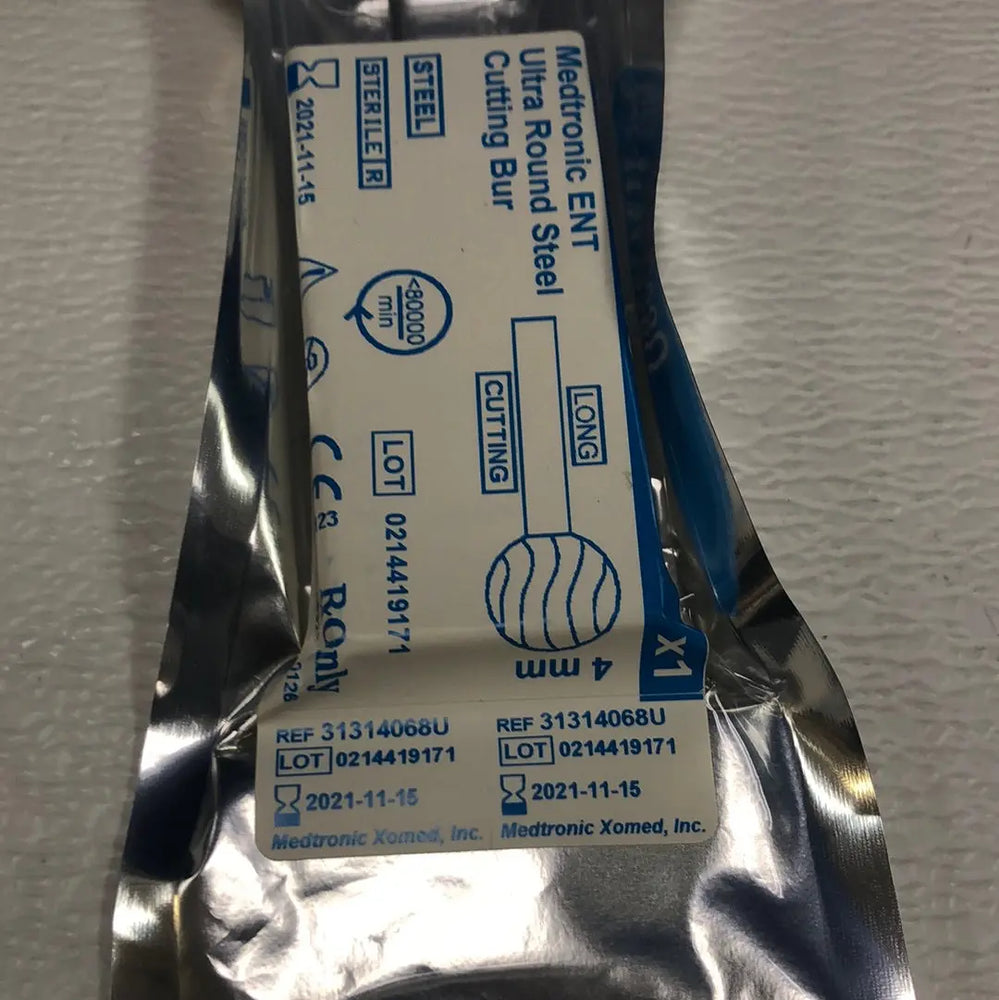 Medtronic ENT
Ultra Round Steel
Cutting Bur
STEEL
STERILE R
2021-11-15
<80000
min
LONG
CUTTING
4 mm
X1
LOT 0214419171
23
R Only
REF 31314068U
LOT 0214419171
2021-11-15
Medtronic Xomed, Inc.
REF 31314068U
LOT 0214419171
2021-11-15
Medtronic Xomed, Inc.